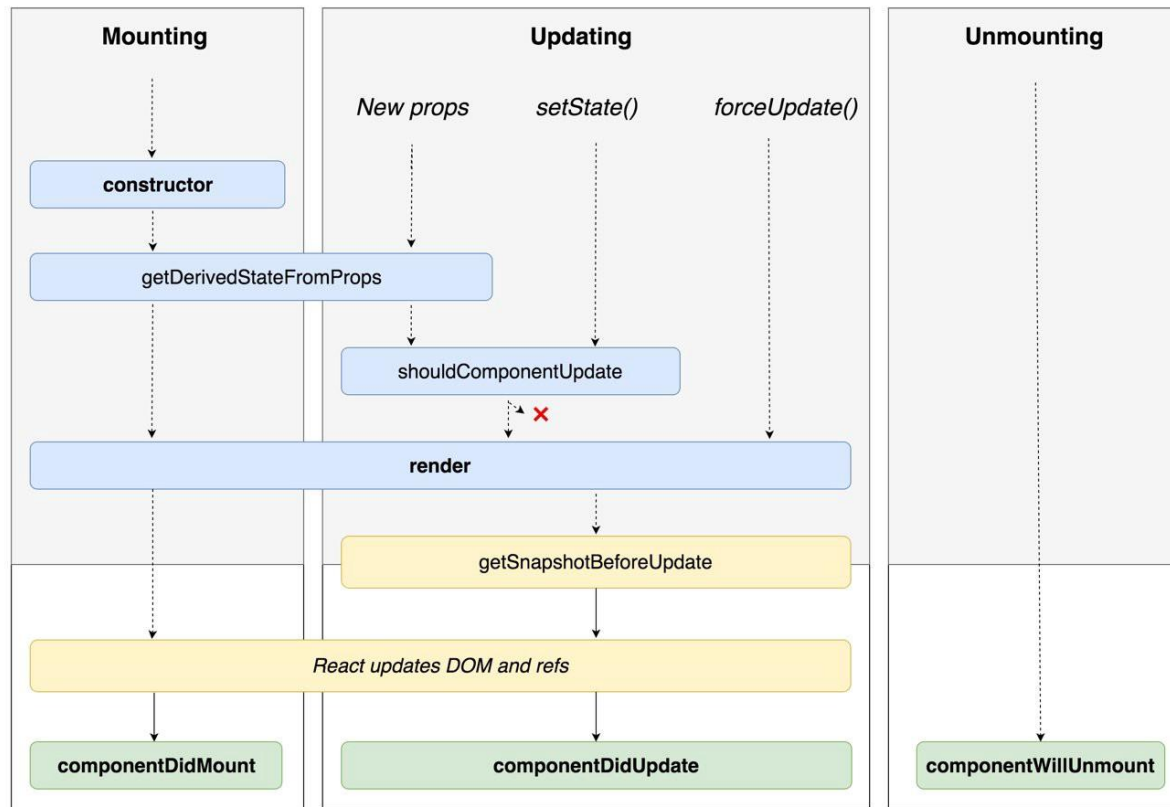 Mounting
Updating
Unmounting
New props
setState()
forceUpdate()
constructor
getDerivedStateFromProps
shouldComponentUpdate
render
getSnapshotBeforeUpdate
React updates DOM and refs
componentDidMount
componentDidUpdate
componentWillUnmount